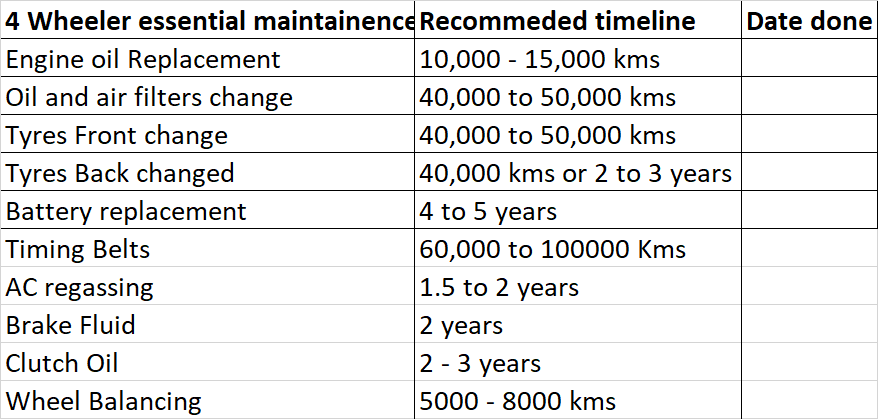 4 Wheeler essential maintainence Recommeded timeline Date done
Engine oil Replacement 10,000 - 15,000 kms
Oil and air filters change 40,000 to 50,000 kms
Tyres Front change 40,000 to 50,000 kms
Tyres Back changed 40,000 kms or 2 to 3 years
Battery replacement 4 to 5 years
Timing Belts 60,000 to 100000 Kms
AC regassing 1.5 to 2 years
Brake Fluid 2 years
Clutch Oil 2 - 3 years
Wheel Balancing 5000 - 8000 kms